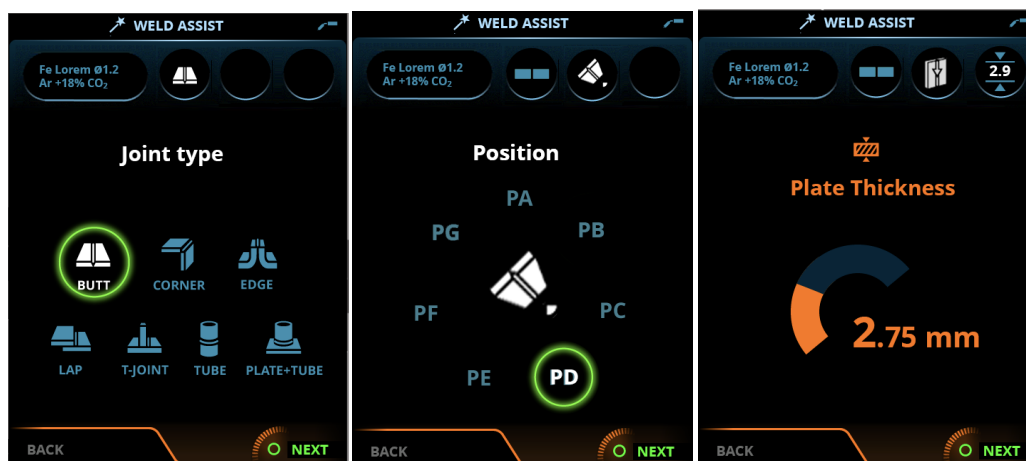 WELD ASSIST
Fe Lorem ø1.2
Ar +18% CO₂
Joint type
BUTT
CORNER
EDGE
LAP
T-JOINT
TUBE
PLATE+TUBE
BACK
NEXT
WELD ASSIST
Fe Lorem ø1.2
Ar +18% CO₂
Position
PA
PG
PB
PF
PC
PE
PD
BACK
NEXT
WELD ASSIST
Fe Lorem ø1.2
Ar +18% CO₂
2.9
Plate Thickness
2.75 mm
BACK
NEXT